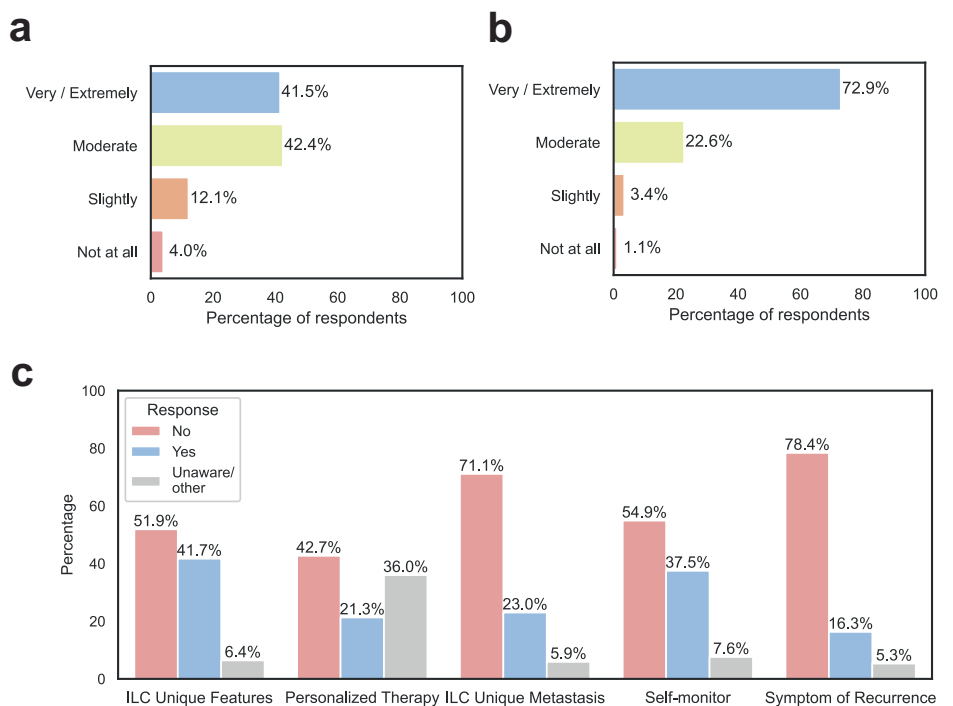 a
Very / Extremely
41.5%
Moderate
42.4%
Slightly
12.1%
Not at all
4.0%
0 20 40 60 80 100
Percentage of respondents
b
Very / Extremely
72.9%
Moderate
22.6%
Slightly
3.4%
Not at all
1.1%
0 20 40 60 80 100
Percentage of respondents
c
Percentage
100
80
60
40
20
0
Response
No
Yes
Unaware/
other
51.9%
41.7%
6.4%
42.7%
21.3%
36.0%
71.1%
23.0%
5.9%
54.9%
37.5%
7.6%
78.4%
16.3%
5.3%
ILC Unique Features
Personalized Therapy
ILC Unique Metastasis
Self-monitor
Symptom of Recurrence